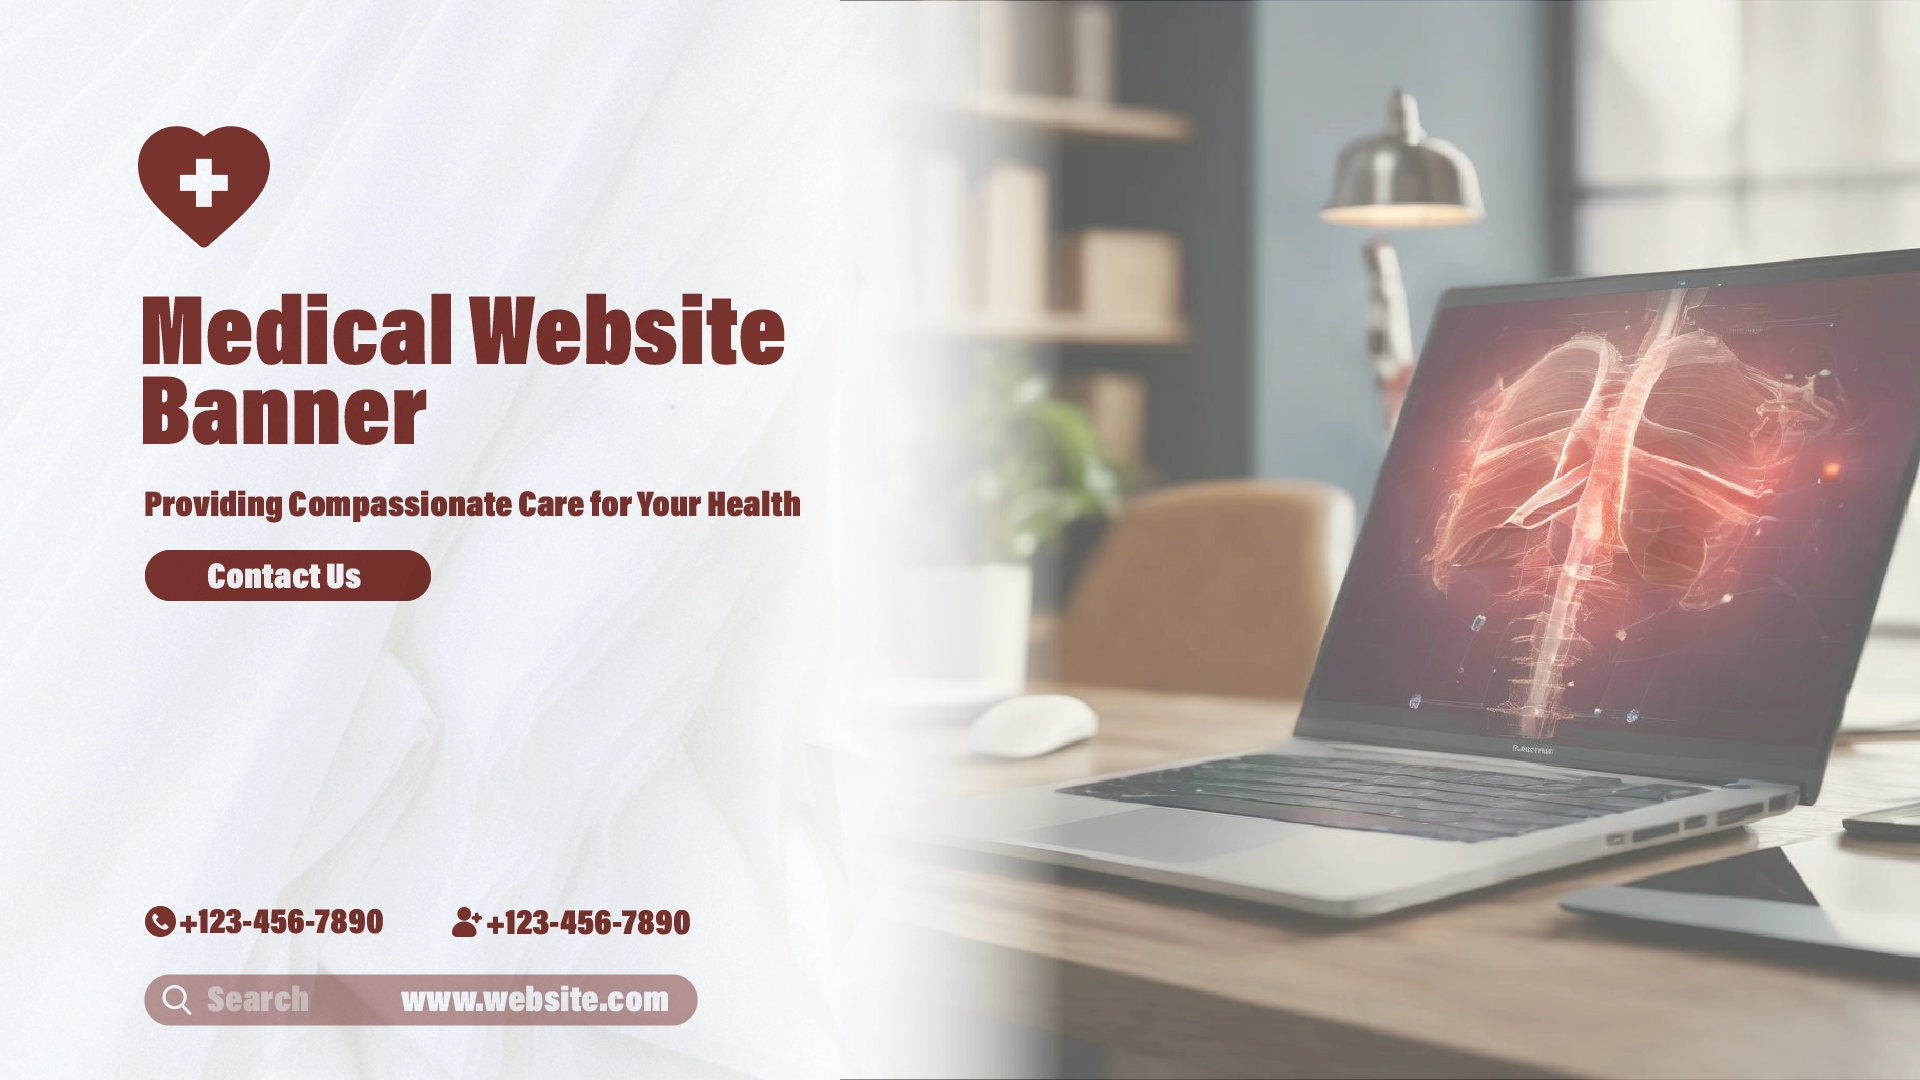 Medical Website
Banner
Providing Compassionate Care for Your Health
Contact Us
+123-456-7890
+123-456-7890
Search
www.website.com